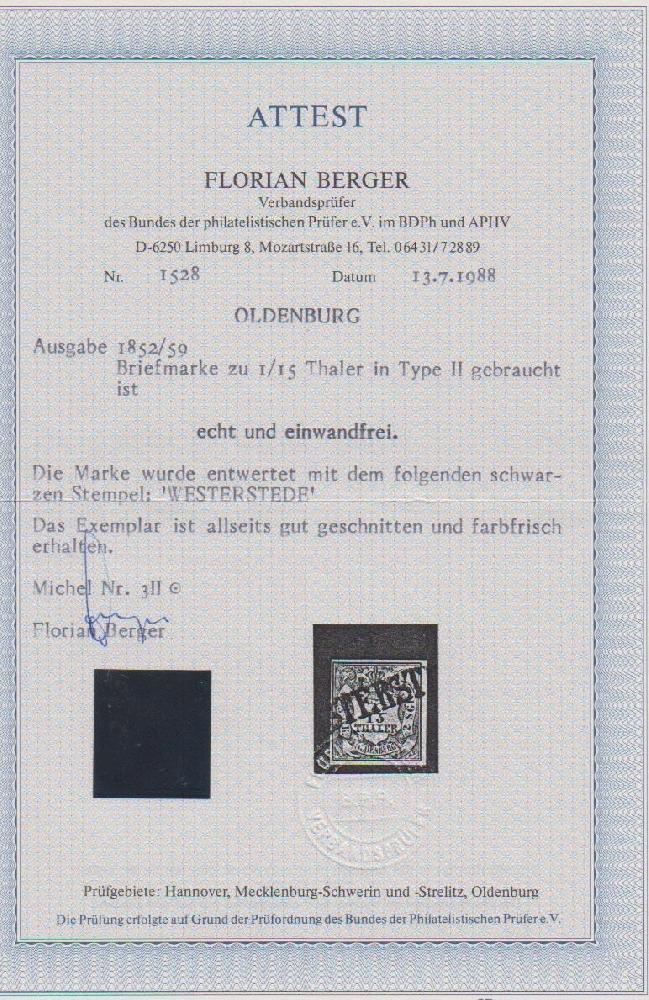 ATTEST
FLORIAN BERGER
Verbandsprüfer
des Bundes der philatelistischen Prüfer e.V. im BDPh und APHV
D-6250 Limburg 8, Mozartstraße 16, Tel. 06431/72889
Nr. 1528 Datum 13.7.1988
OLDENBURG
Ausgabe 1852/59
Briefmarke zu 1/15 Thaler in Type II gebraucht
ist
echt und einwandfrei.
Die Marke wurde entwertet mit dem folgenden schwar-
zen Stempel: 'WESTERSTEDE'
Das Exemplar ist allseits gut geschnitten und farbfrisch
erhalten.
Michel Nr. 3II ⊙
Florian Berger
THALER
VERBANDSPRÜFER
Prüfgebiete: Hannover, Mecklenburg-Schwerin und -Strelitz, Oldenburg
Die Prüfung erfolgte auf Grund der Prüfordnung des Bundes der Philatelistischen Prüfer e.V.